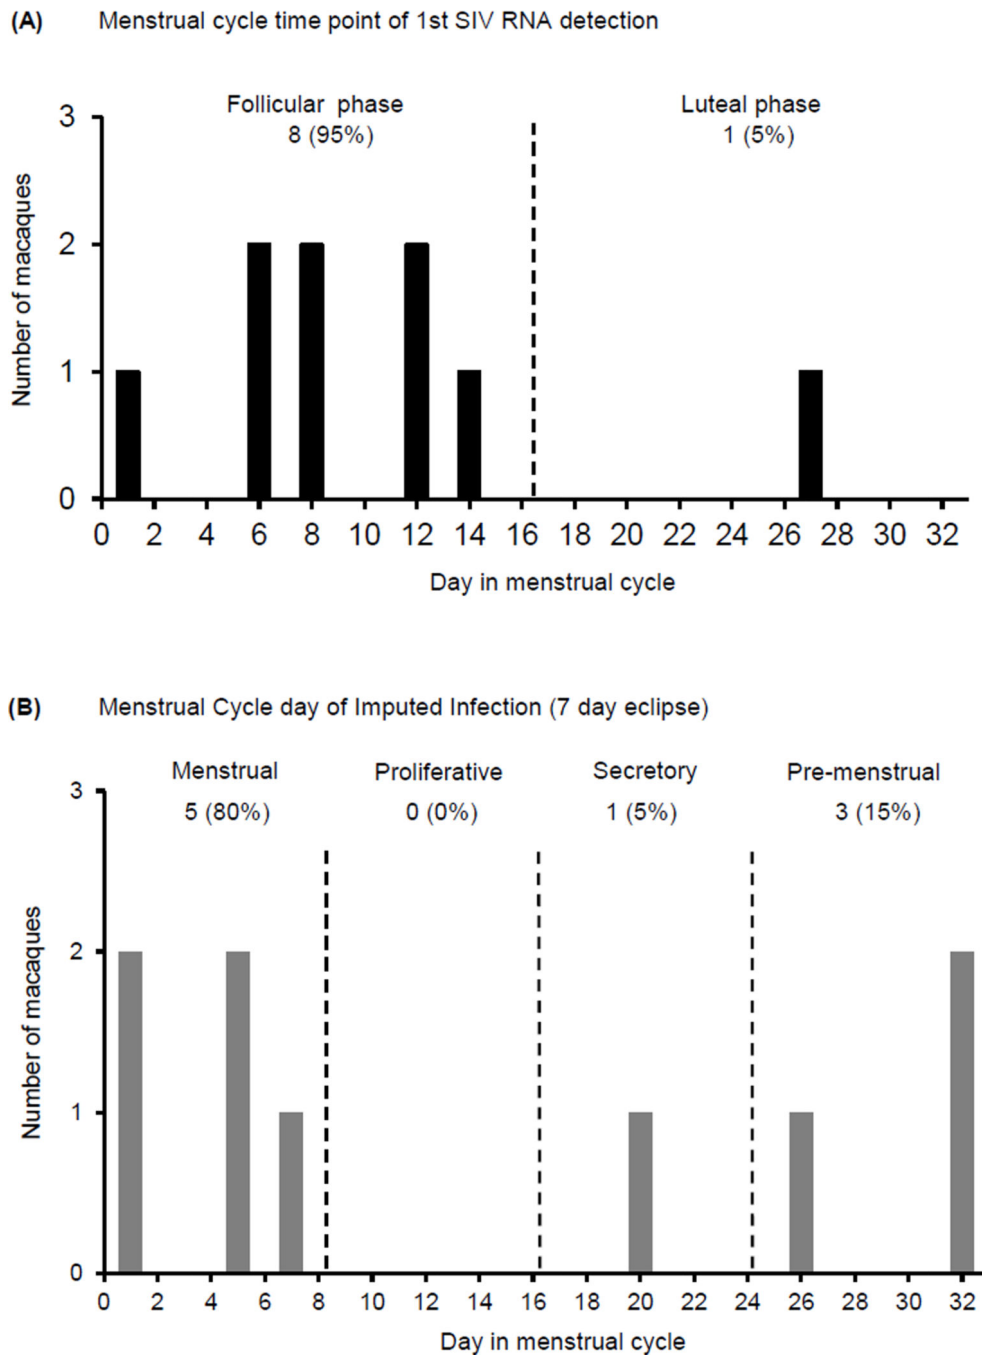 (A) Menstrual cycle time point of 1st SIV RNA detection
Follicular phase
8 (95%)
Luteal phase
1 (5%)
Number of macaques
3
2
1
0
0 2 4 6 8 10 12 14 16 18 20 22 24 26 28 30 32
Day in menstrual cycle
(B) Menstrual Cycle day of Imputed Infection (7 day eclipse)
Menstrual
5 (80%)
Proliferative
0 (0%)
Secretory
1 (5%)
Pre-menstrual
3 (15%)
Number of macaques
3
2
1
0
0 2 4 6 8 10 12 14 16 18 20 22 24 26 28 30 32
Day in menstrual cycle